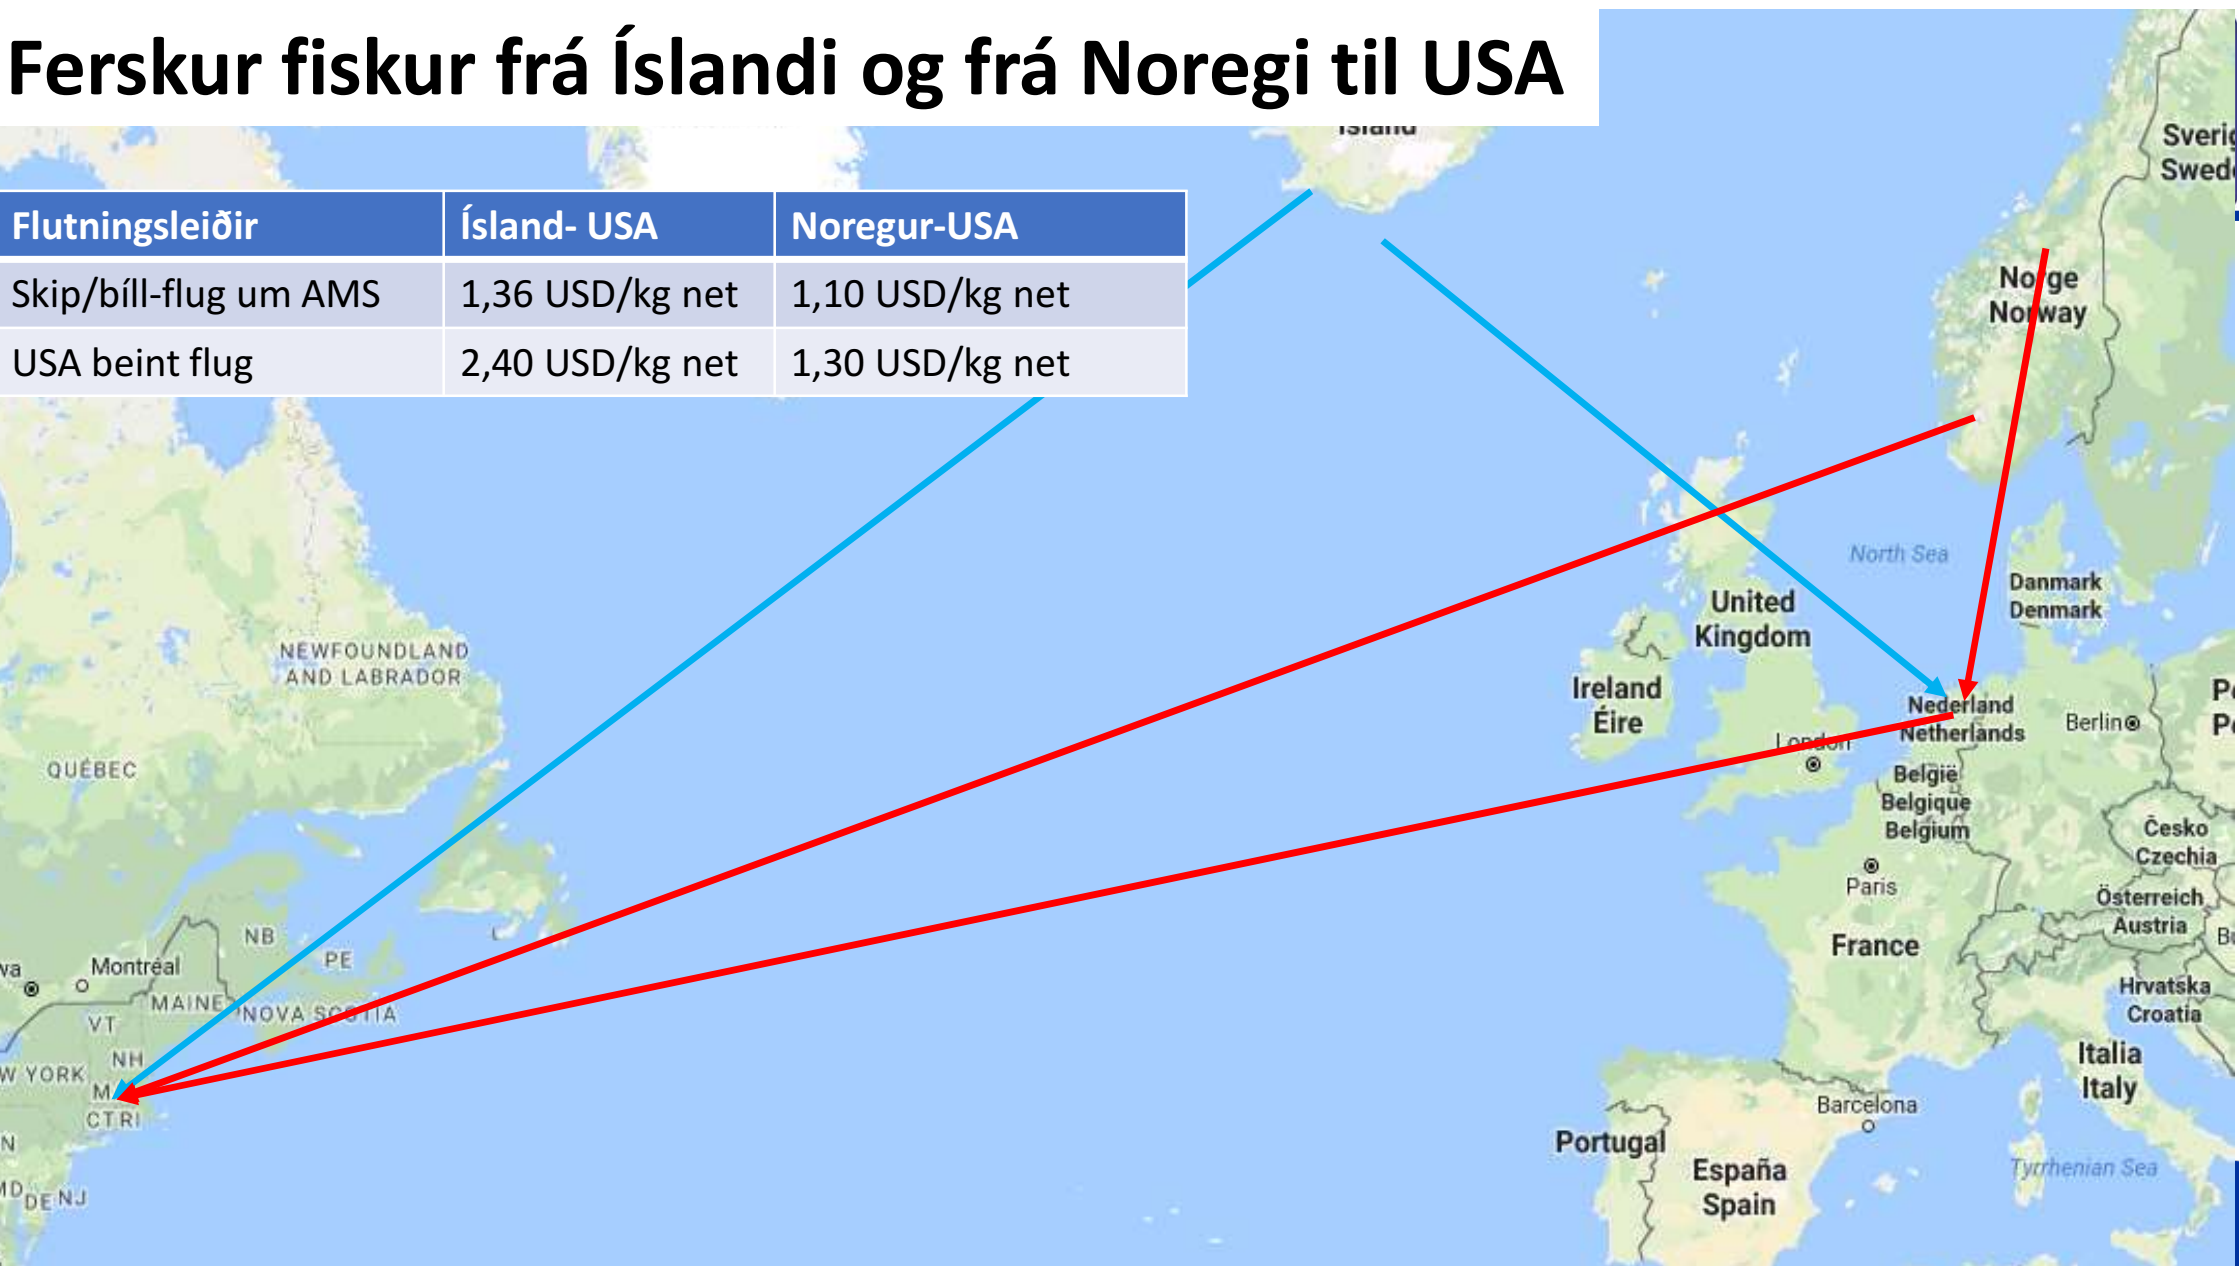 Ferskur fiskur frá Íslandi og frá Noregi til USA
Flutningsleiðir Ísland- USA Noregur-USA
Skip/bíll-flug um AMS 1,36 USD/kg net 1,10 USD/kg net
USA beint flug 2,40 USD/kg net 1,30 USD/kg net
Norge
Norway
North Sea
Danmark
Denmark
United
Kingdom
Ireland
Éire
Nederland
Netherlands
London
Berlin
België
Belgique
Belgium
Česko
Czechia
Paris
Österreich
Austria
France
Hrvatska
Croatia
Italia
Italy
Barcelona
Portugal
España
Spain
Tyrrhenian Sea
NEWFOUNDLAND
AND LABRADOR
QUÉBEC
NB
PE
Montréal
MAINE
NOVA SCOTIA
VT
NH
W YORK
CT RI
MD
DE NJ